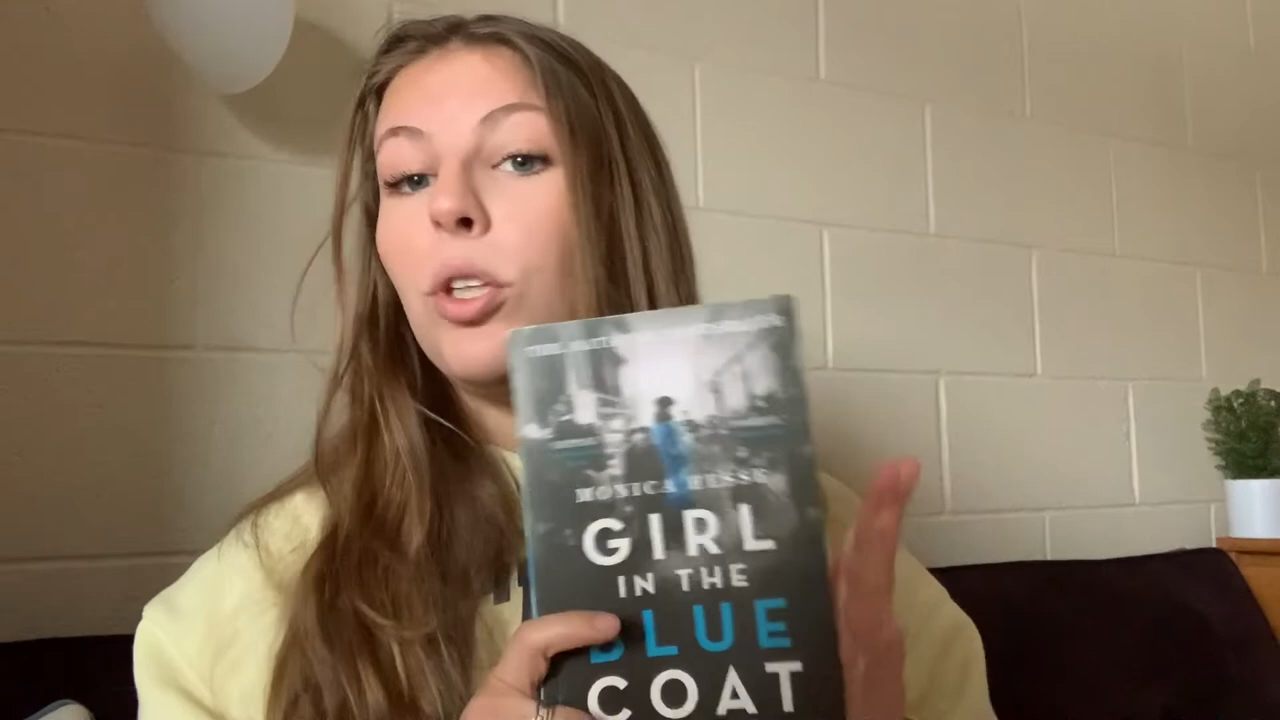 MONICA HESSE
GIRL
IN THE
BLUE
COAT